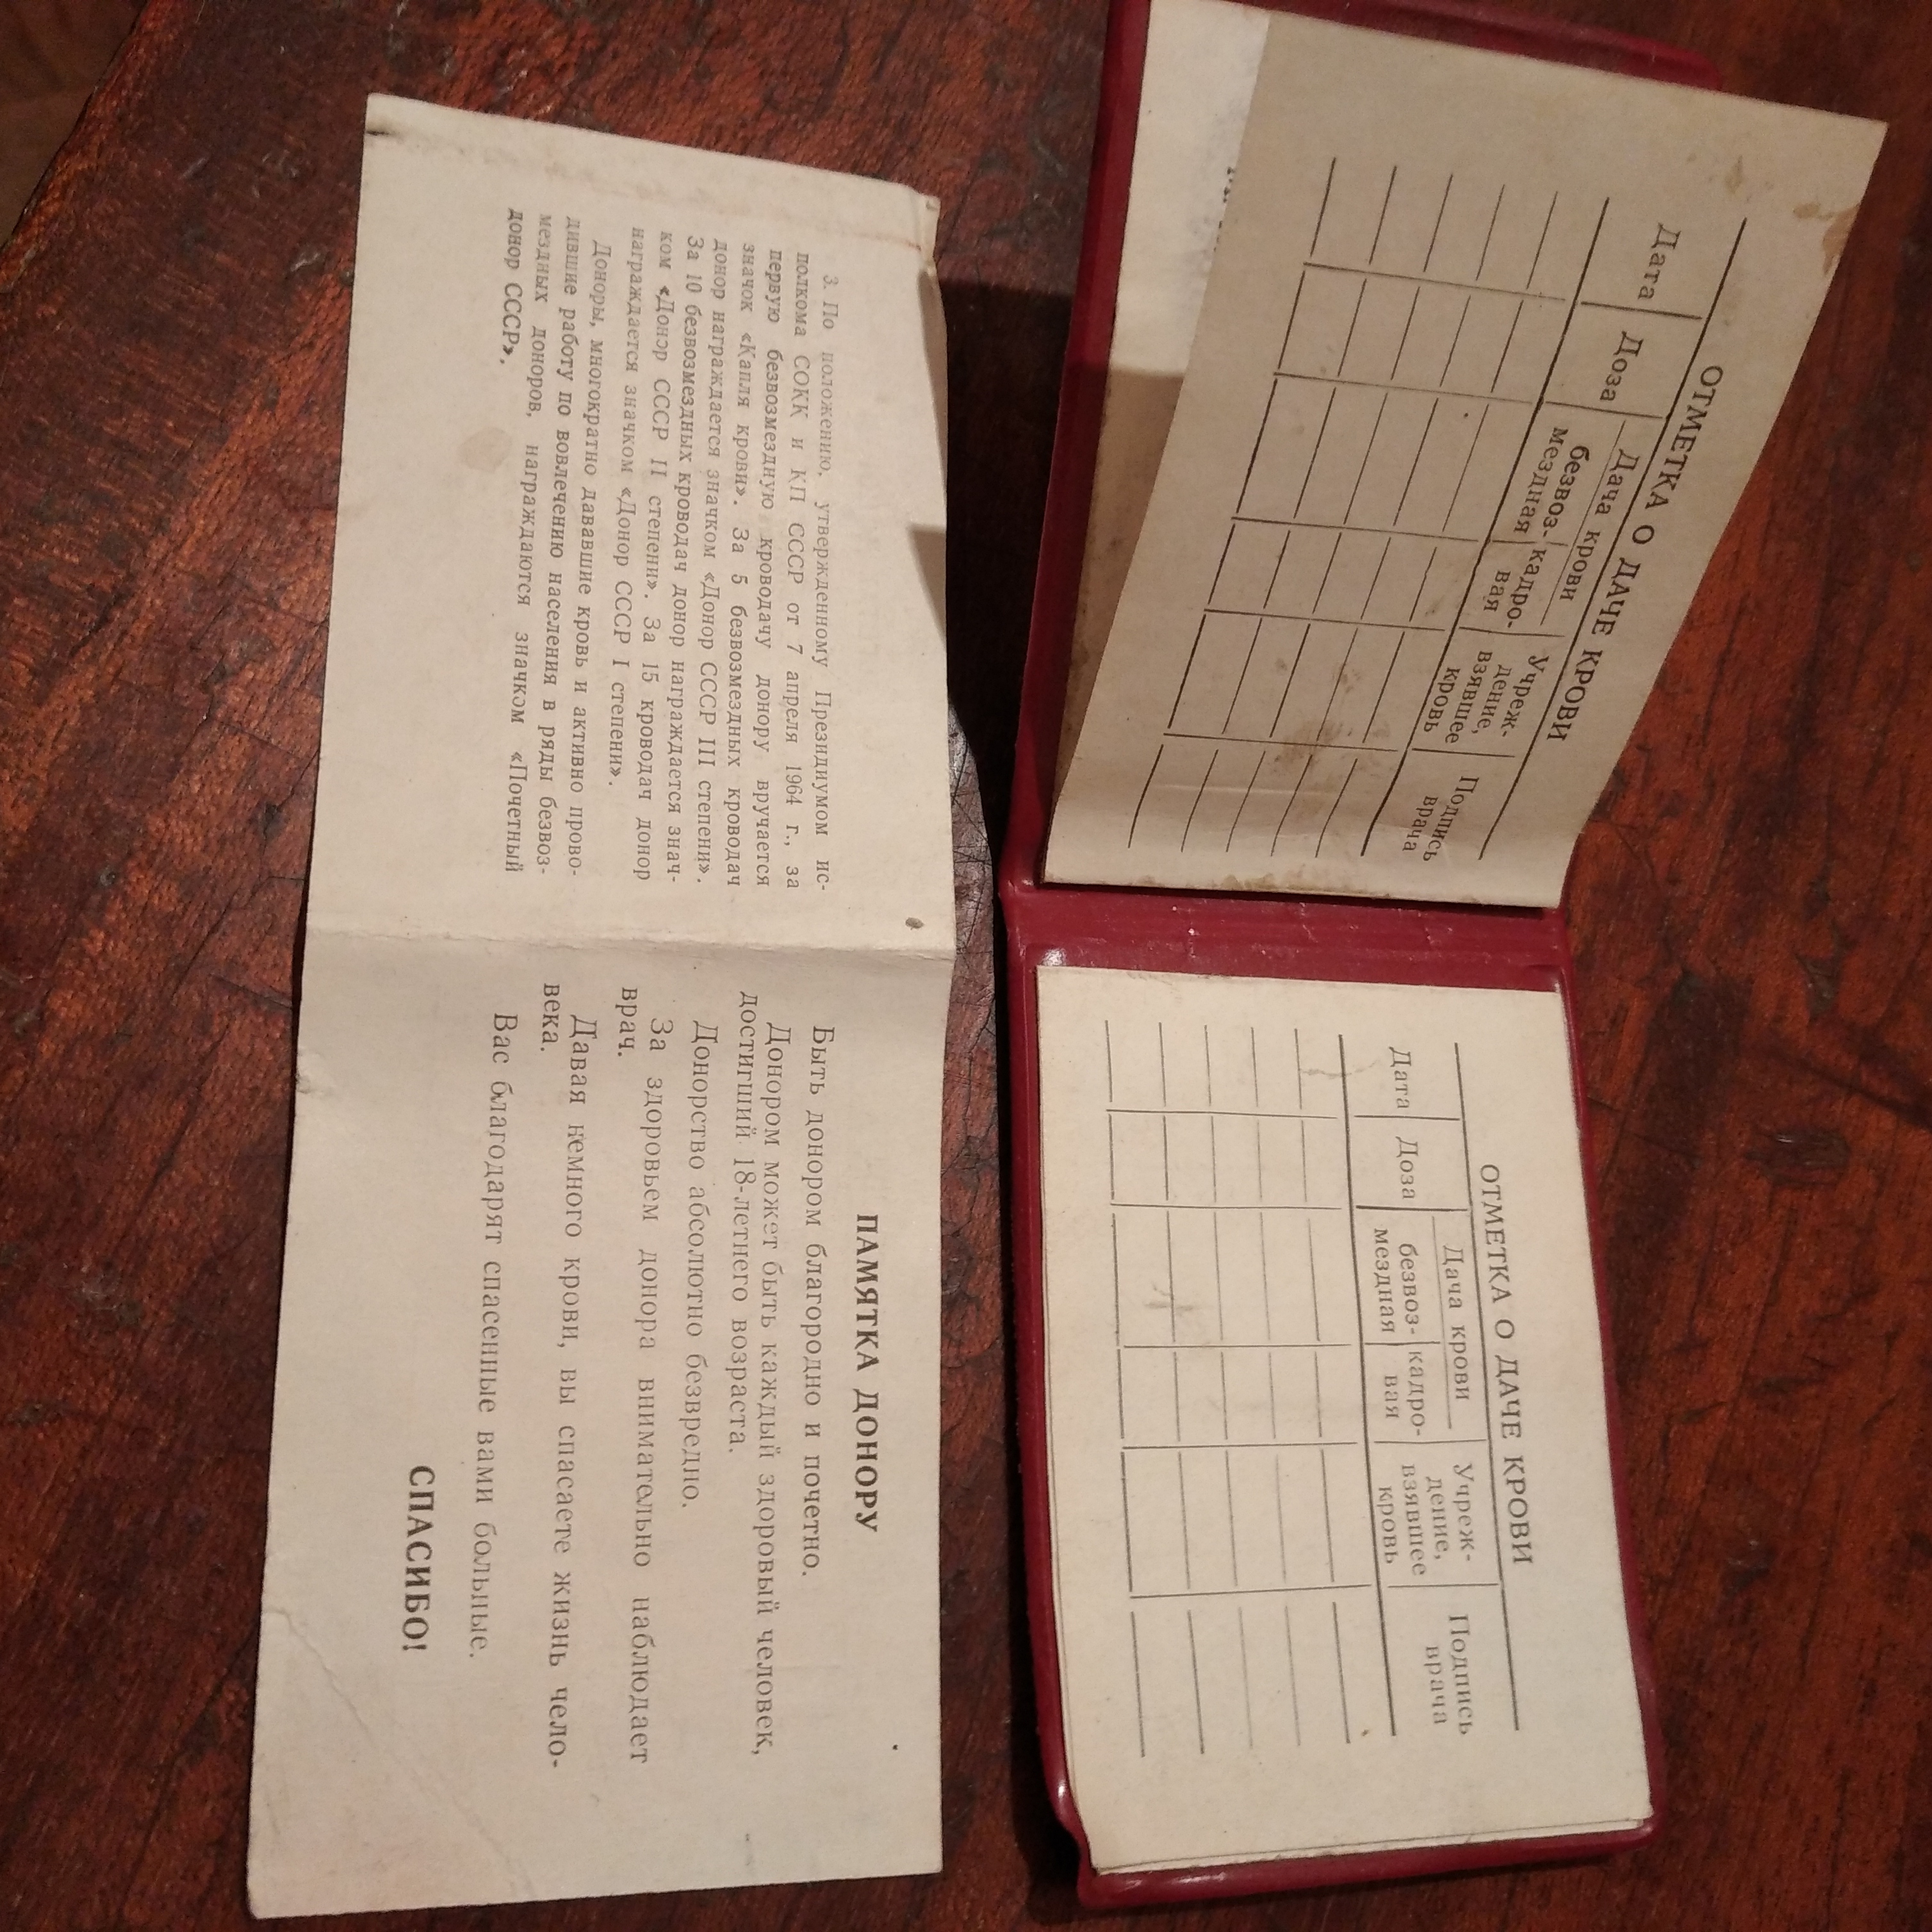 3. По положению, утвержденному Президиумом ис-
полкома СОКК и КП СССР от 7 апреля 1964 г., за
первую безвозмездную кроводачу донору вручается
значок «Капля крови». За 5 безвозмездных кроводач
донор награждается значком «Донор СССР III степени».
За 10 безвозмездных кроводач донор награждается знач-
ком «Донор СССР II степени». За 15 кроводач донор
награждается значком «Донор СССР I степени».
Доноры, многократно дававшие кровь и активно прово-
дившие работу по вовлечению населения в ряды безвоз-
мездных доноров, награждаются значком «Почетный
донор СССР».
ПАМЯТКА ДОНОРУ
Быть донором благородно и почетно.
Донором может быть каждый здоровый человек,
достигший 18-летнего возраста.
Донорство абсолютно безвредно.
За здоровьем донора внимательно наблюдает
врач.
Давая немного крови, вы спасаете жизнь чело-
века.
Вас благодарят спасенные вами больные.
СПАСИБО!
ОТМЕТКА О ДАЧЕ КРОВИ
Дата
Доза
Дача крови
безвоз-
мездная
кадро-
вая
Учреж-
дение,
взявшее
кровь
Подпись
врача
ОТМЕТКА О ДАЧЕ КРОВИ
Дата
Доза
Дача крови
безвоз-
мездная
кадро-
вая
Учреж-
дение,
взявшее
кровь
Подпись
врача